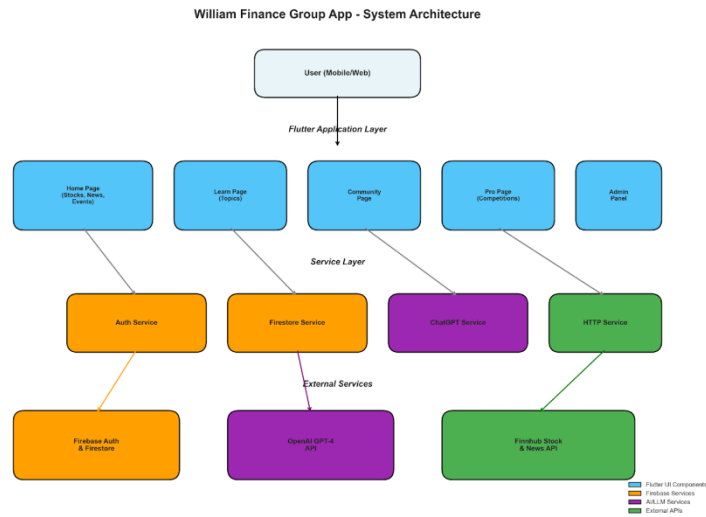 William Finance Group App - System Architecture
User (Mobile/Web)
Flutter Application Layer
Home Page
(Stocks, News,
Events)
Learn Page
(Topics)
Community
Page
Pro Page
(Competitions)
Admin
Panel
Service Layer
Auth Service
Firestore Service
ChatGPT Service
HTTP Service
External Services
Firebase Auth
& Firestore
OpenAI GPT-4
API
Finnhub Stock
& News API
Flutter UI Components
Firebase Services
AI/LLM Services
External APIs